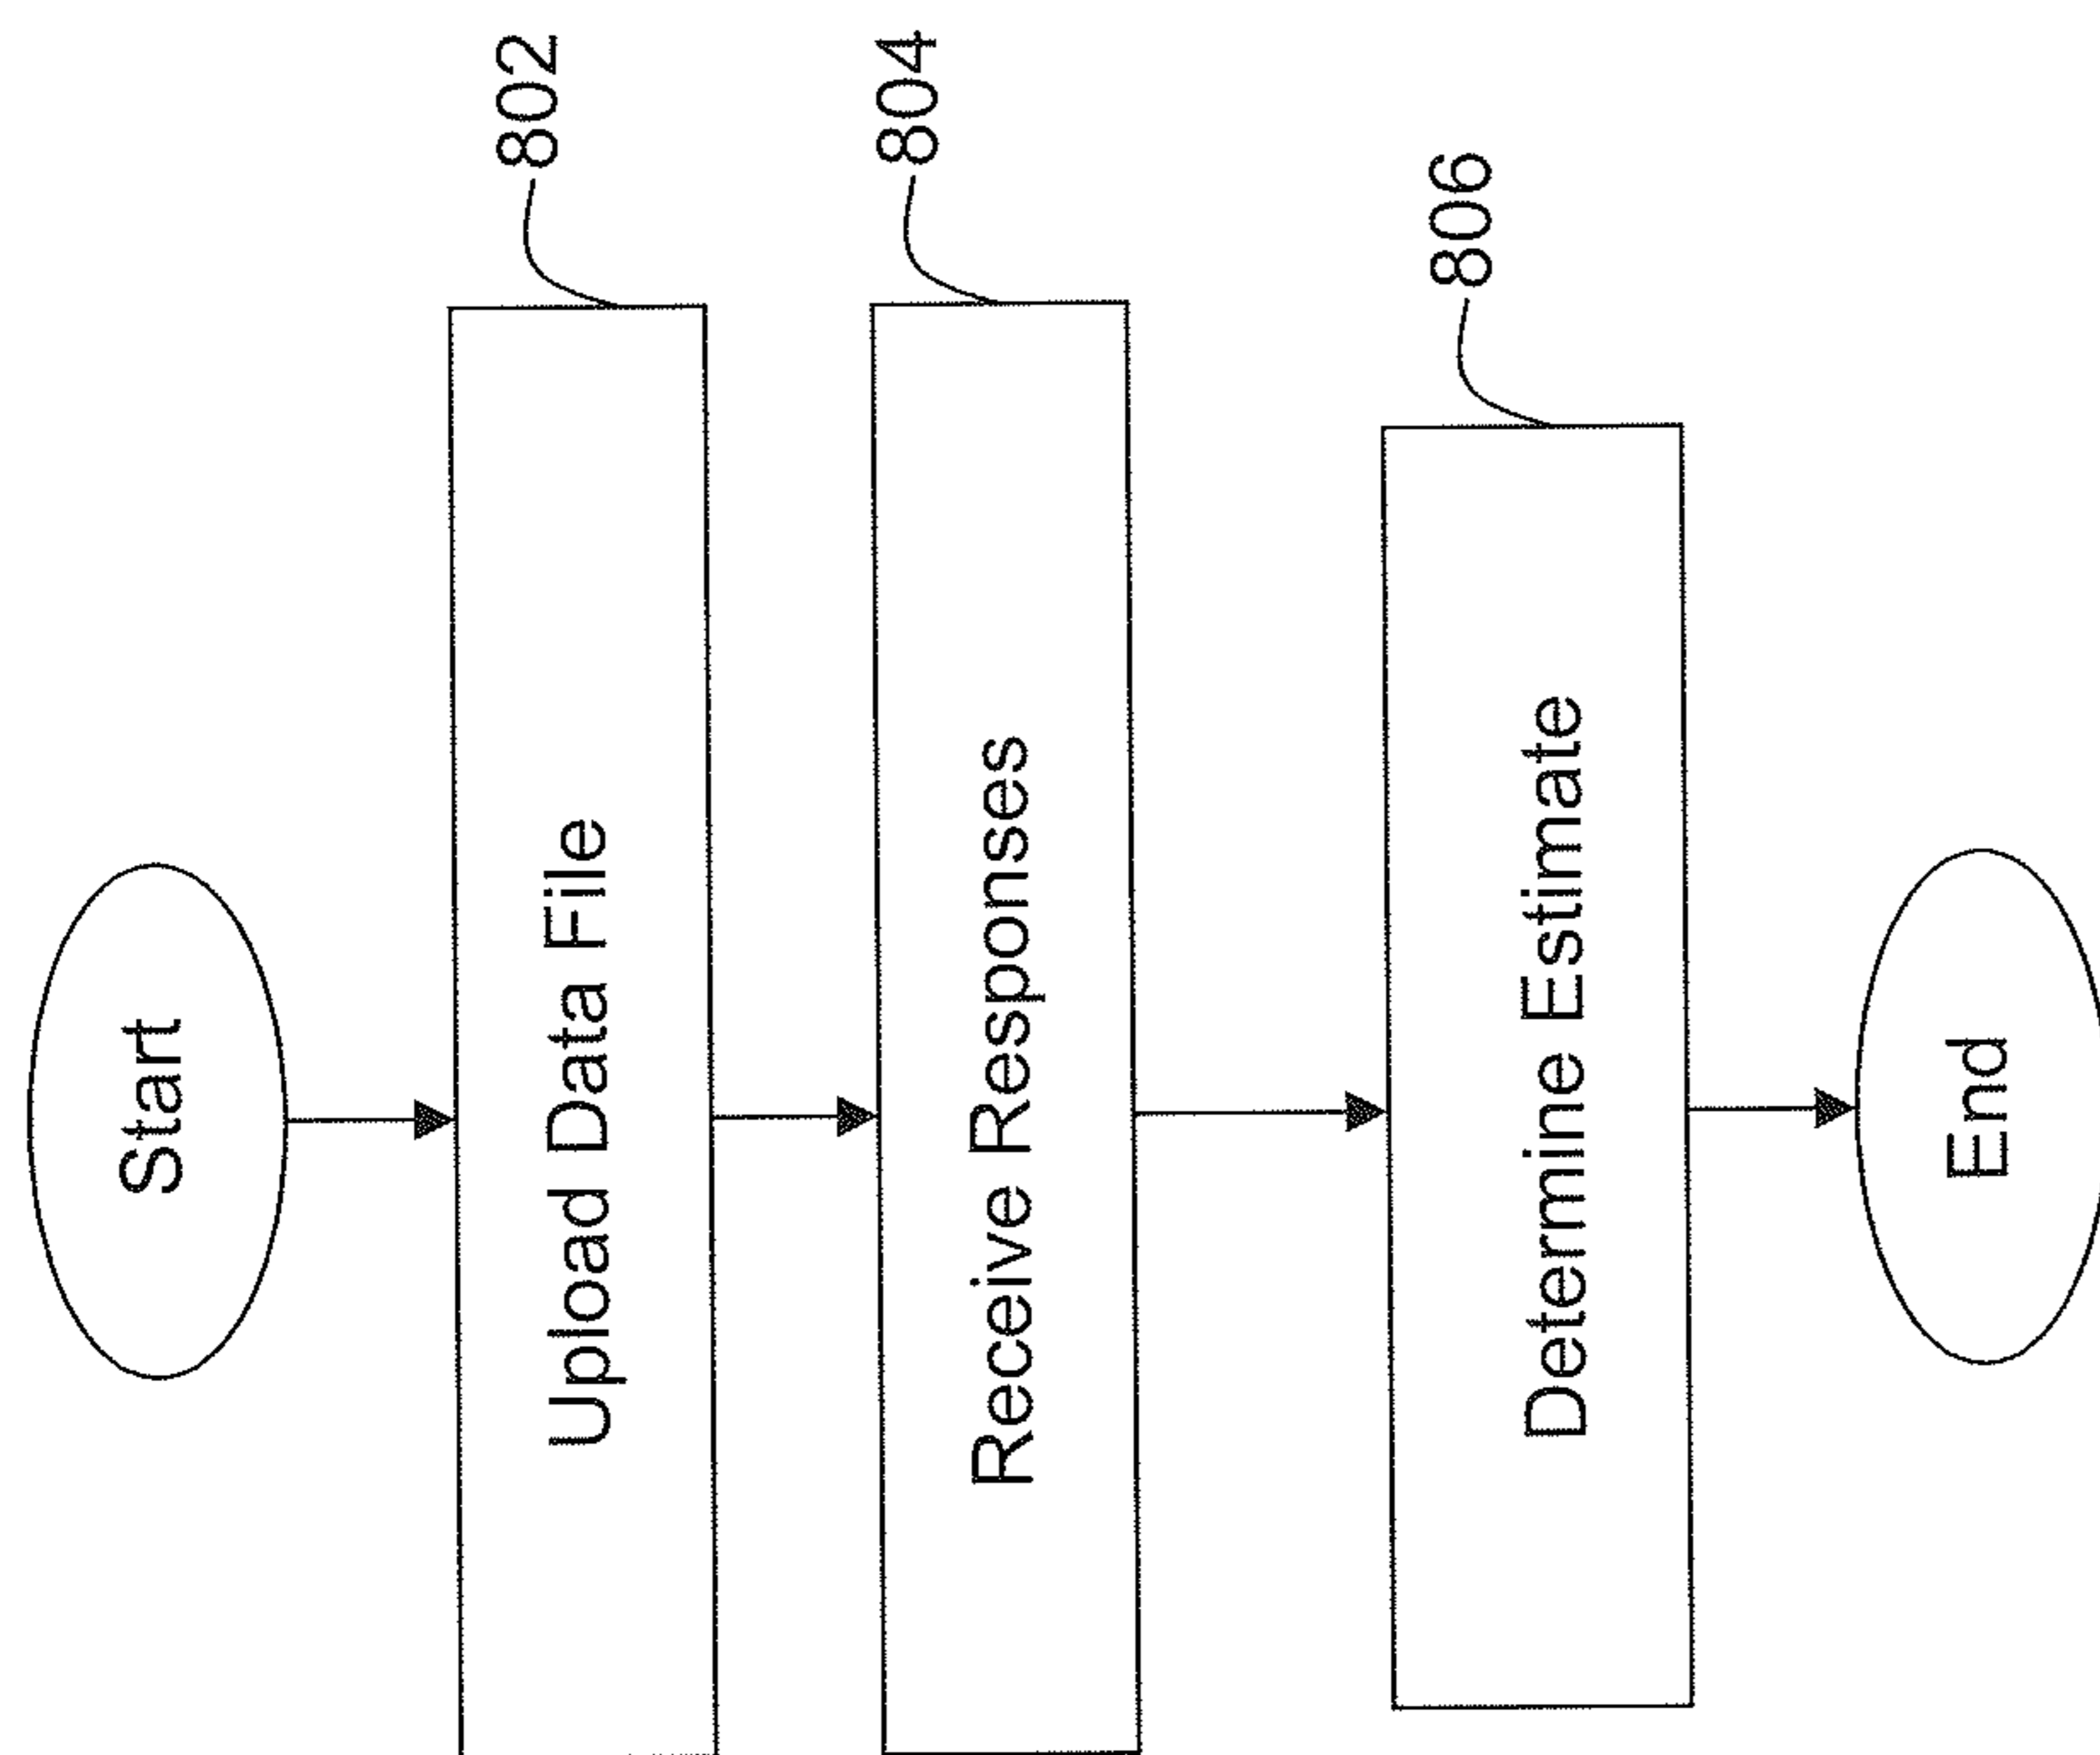 Start
802
Upload Data File
804
Receive Responses
806
Determine Estimate
End